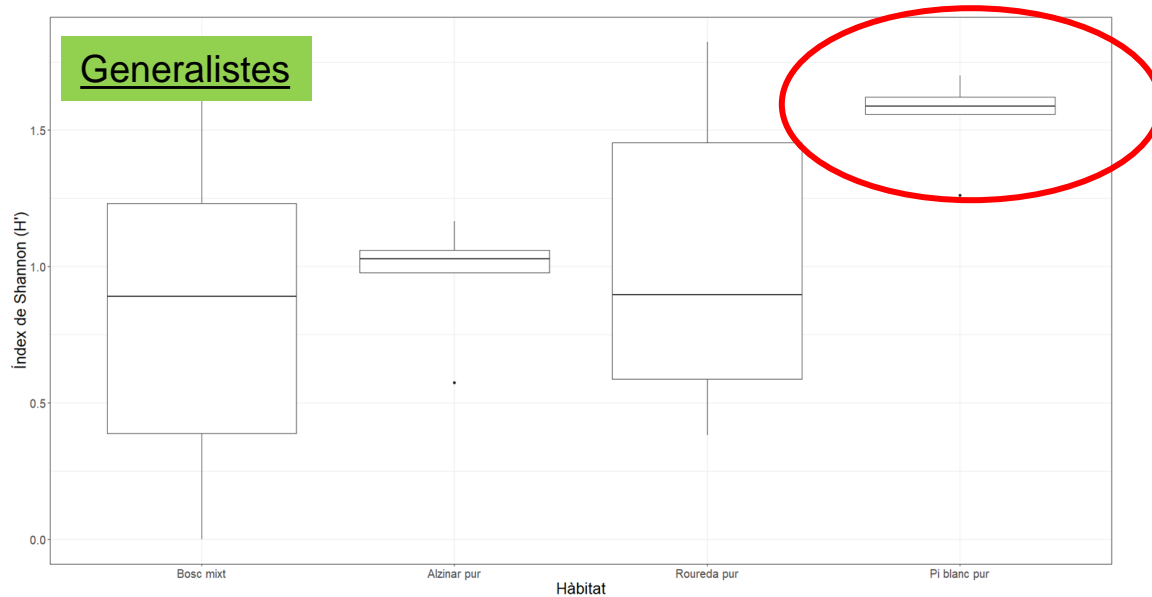 Generalistes
Índex de Shannon (H')
1.5
1.0
0.5
0.0
Bosc mixt
Alzinar pur
Roureda pur
Pi blanc pur
Hàbitat